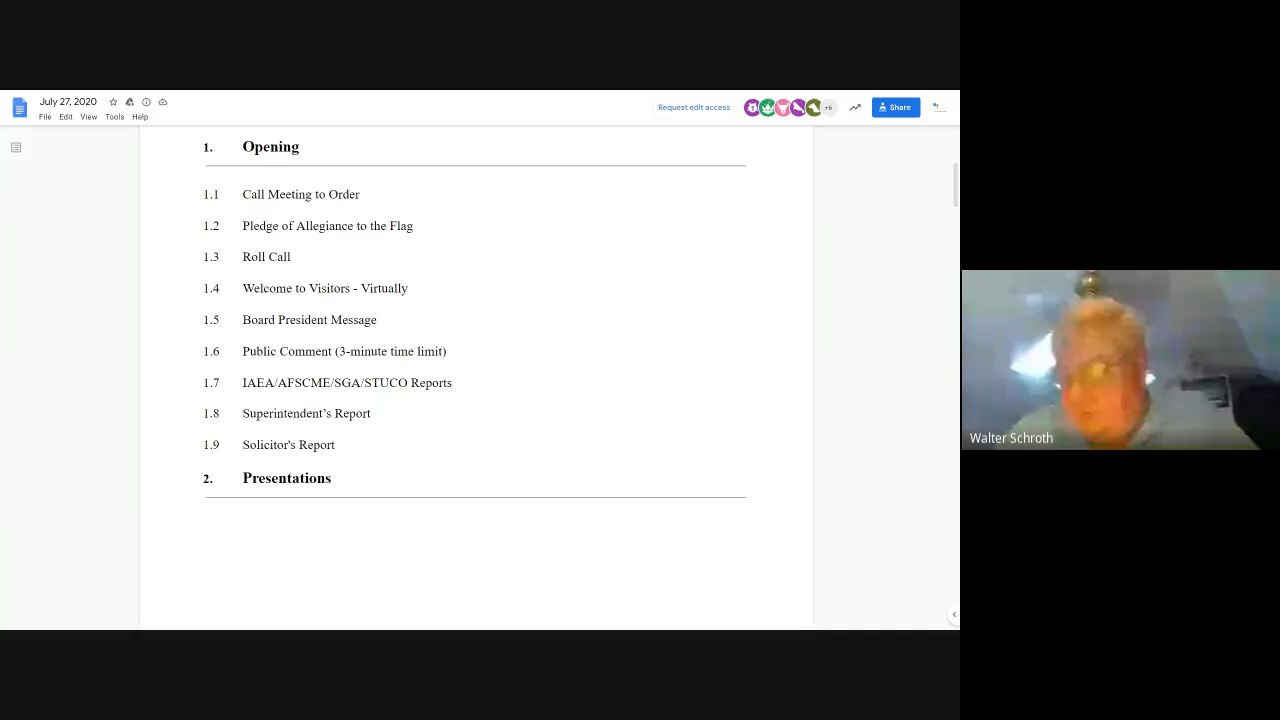 July 27, 2020
File Edit View Tools Help
Request edit access
+6
Share
1. Opening
1.1 Call Meeting to Order
1.2 Pledge of Allegiance to the Flag
1.3 Roll Call
1.4 Welcome to Visitors - Virtually
1.5 Board President Message
1.6 Public Comment (3-minute time limit)
1.7 IAEA/AFSCME/SGA/STUCO Reports
1.8 Superintendent’s Report
1.9 Solicitor's Report
2. Presentations
Walter Schroth